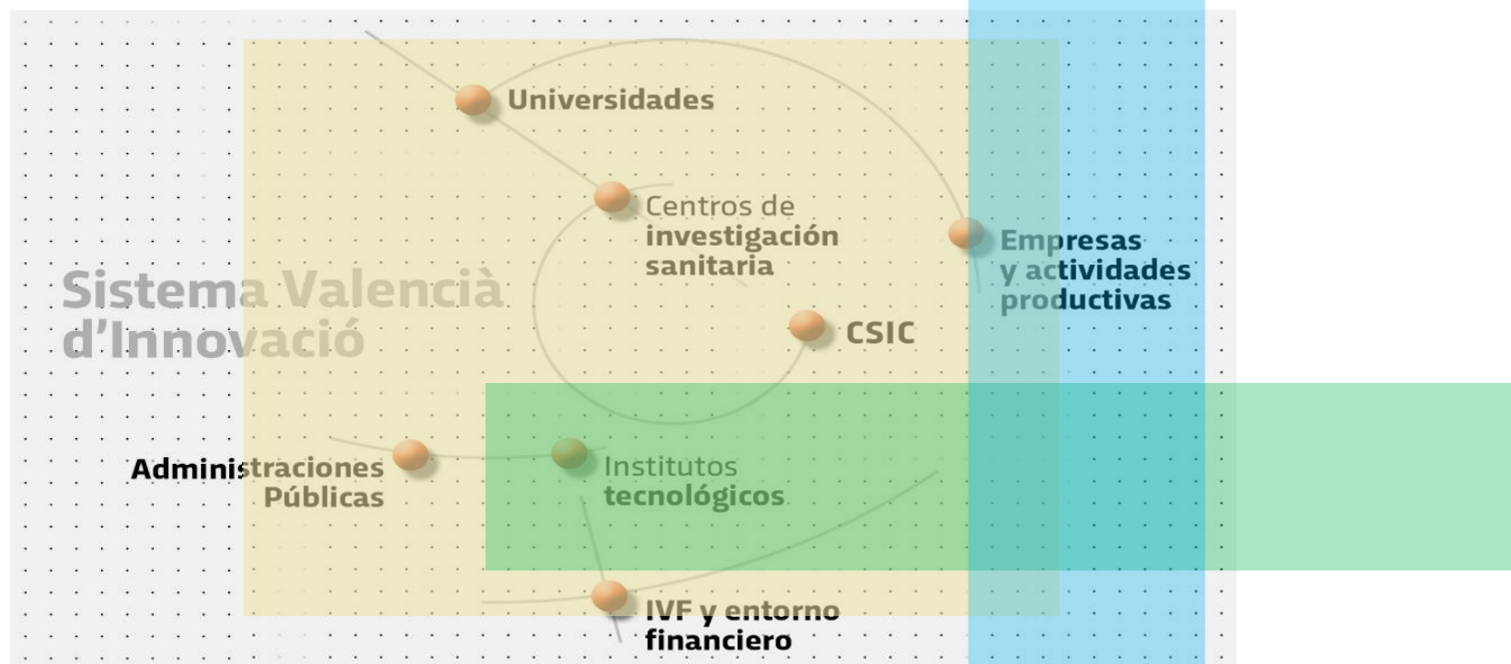 Universidades
Centros de
investigación
sanitaria
Empresas
y actividades
productivas
Sistema Valencià
d’Innovació
CSIC
Administraciones
Públicas
Institutos
tecnológicos
IVF y entorno
financiero